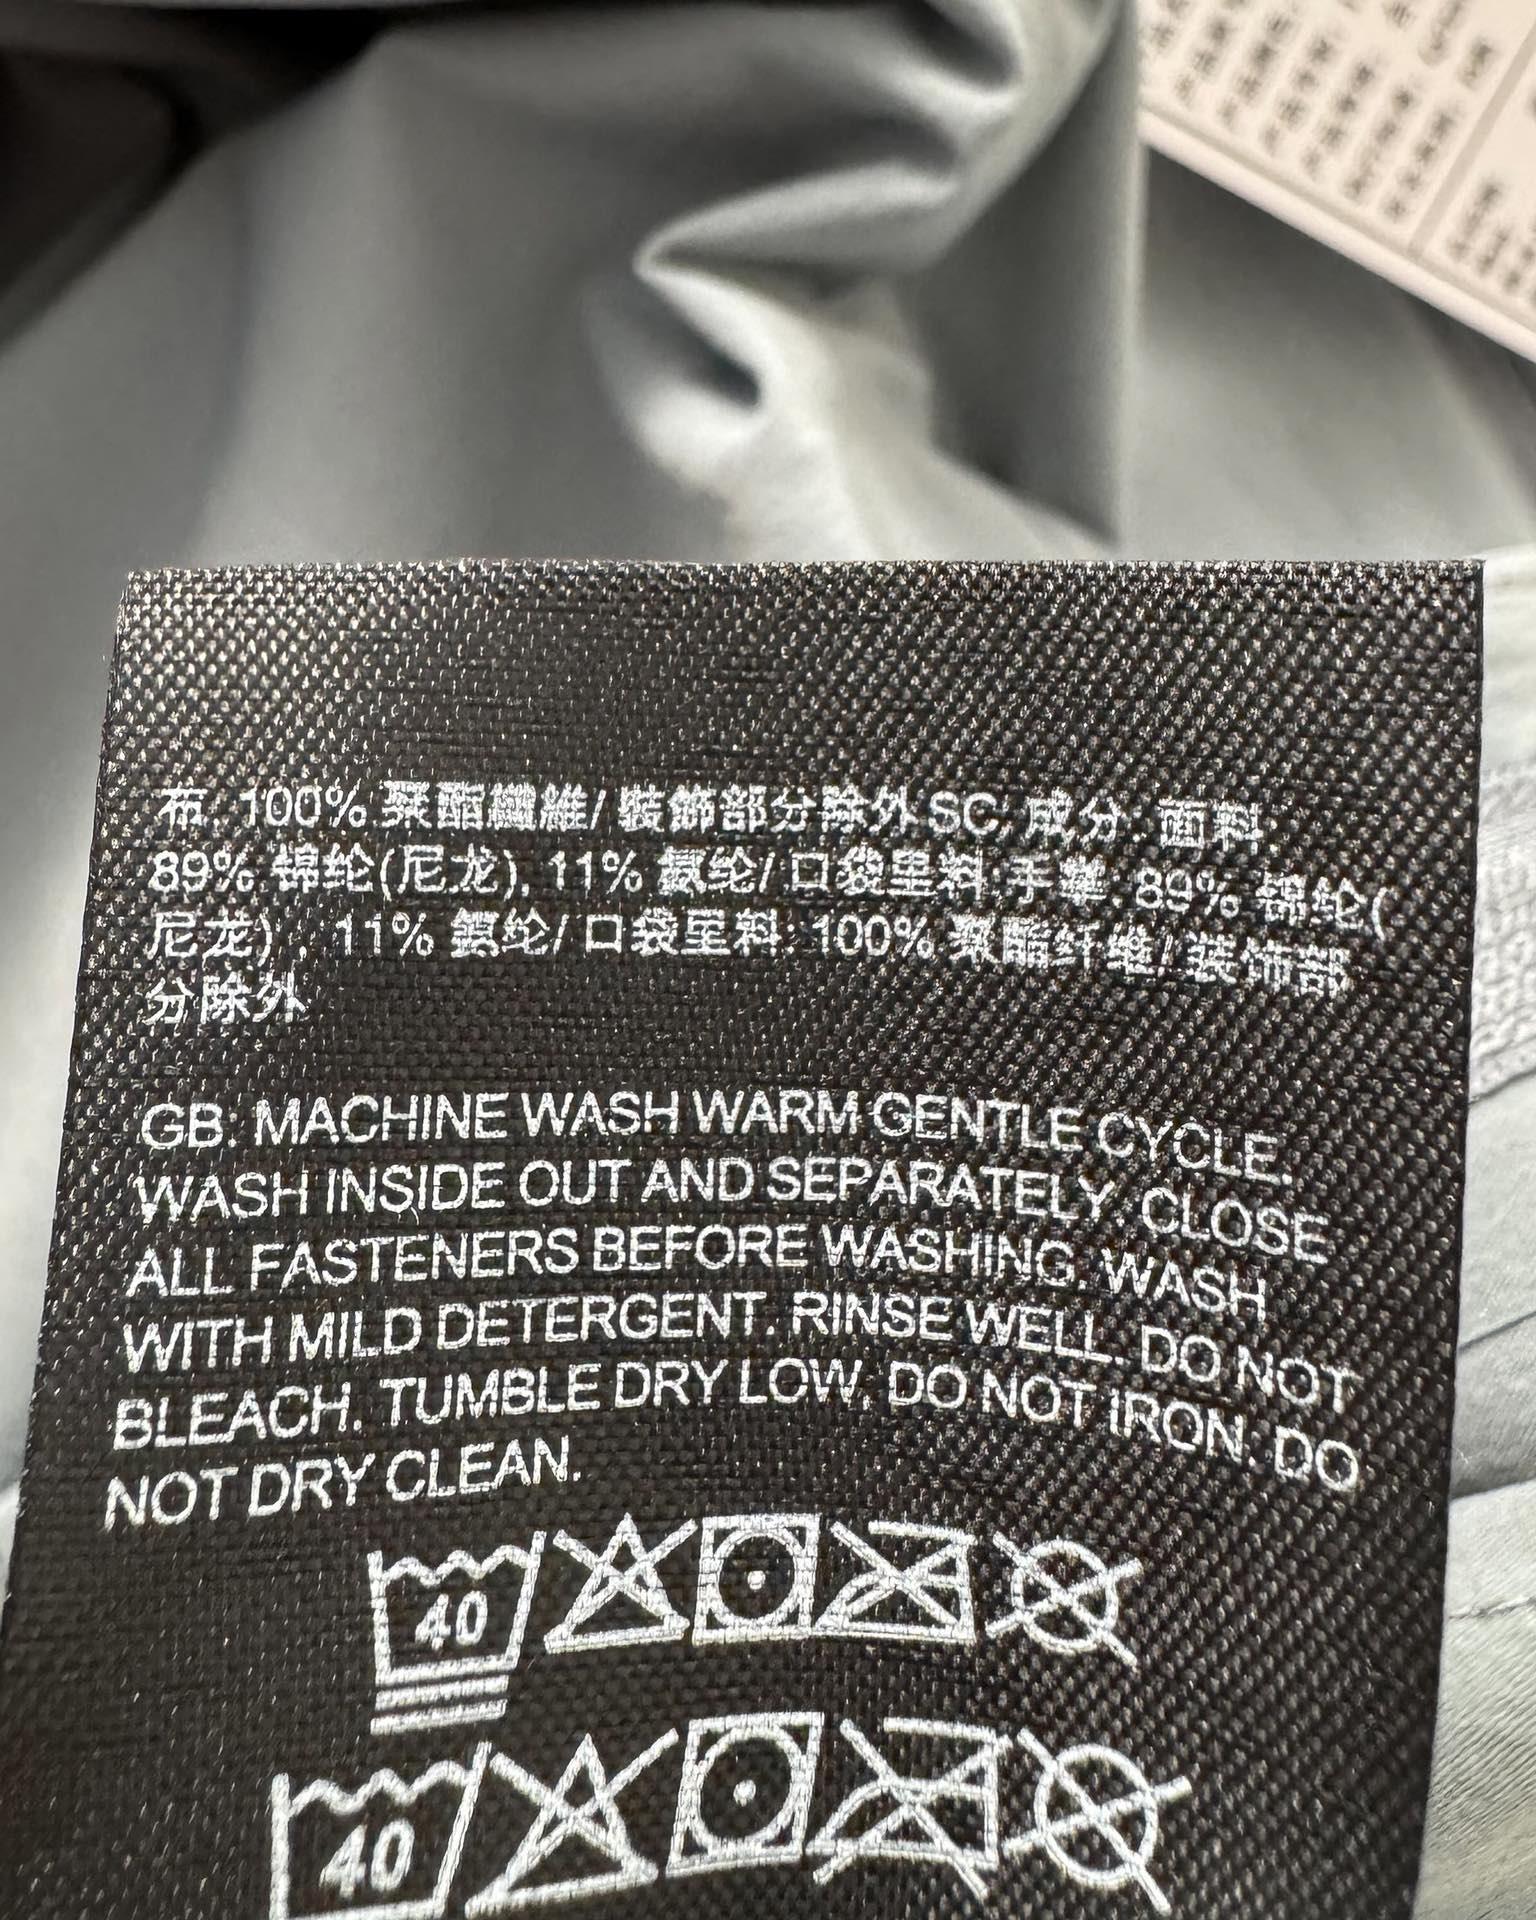 布. 100% 聚酯纖維/ 裝飾部分除外 SC, 成分: 面料
89% 锦纶(尼龙), 11% 氨纶/ 口袋里料 手掌: 89% 锦纶(
尼龙), 11% 氨纶/ 口袋里料: 100% 聚酯纤维/ 装饰部
分除外
GB: MACHINE WASH WARM GENTLE CYCLE.
WASH INSIDE OUT AND SEPARATELY. CLOSE
ALL FASTENERS BEFORE WASHING. WASH
WITH MILD DETERGENT. RINSE WELL. DO NOT
BLEACH. TUMBLE DRY LOW. DO NOT IRON. DO
NOT DRY CLEAN.
40
40